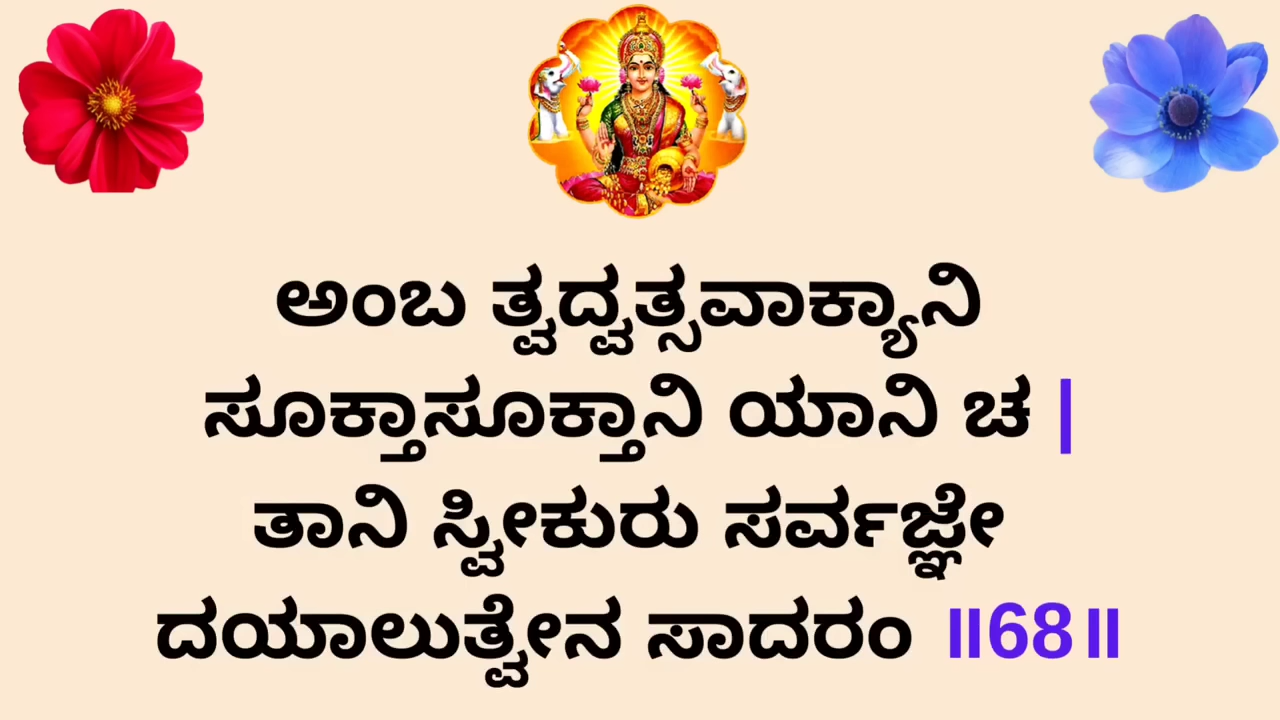 ಅಂಬ ತ್ವದ್ವತ್ಸವಾಕ್ಯಾನಿ
ಸೂಕ್ತಾಸೂಕ್ತಾನಿ ಯಾನಿ ಚ |
ತಾನಿ ಸ್ವೀಕುರು ಸರ್ವಜ್ಞೇ
ದಯಾಲುತ್ವೇನ ಸಾದರಂ ॥68॥